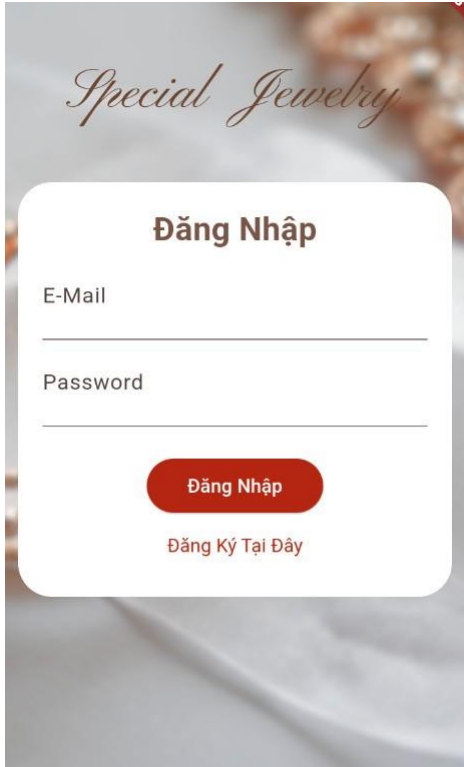 Special Jewelry
Đăng Nhập
E-Mail
Password
Đăng Nhập
Đăng Ký Tại Đây